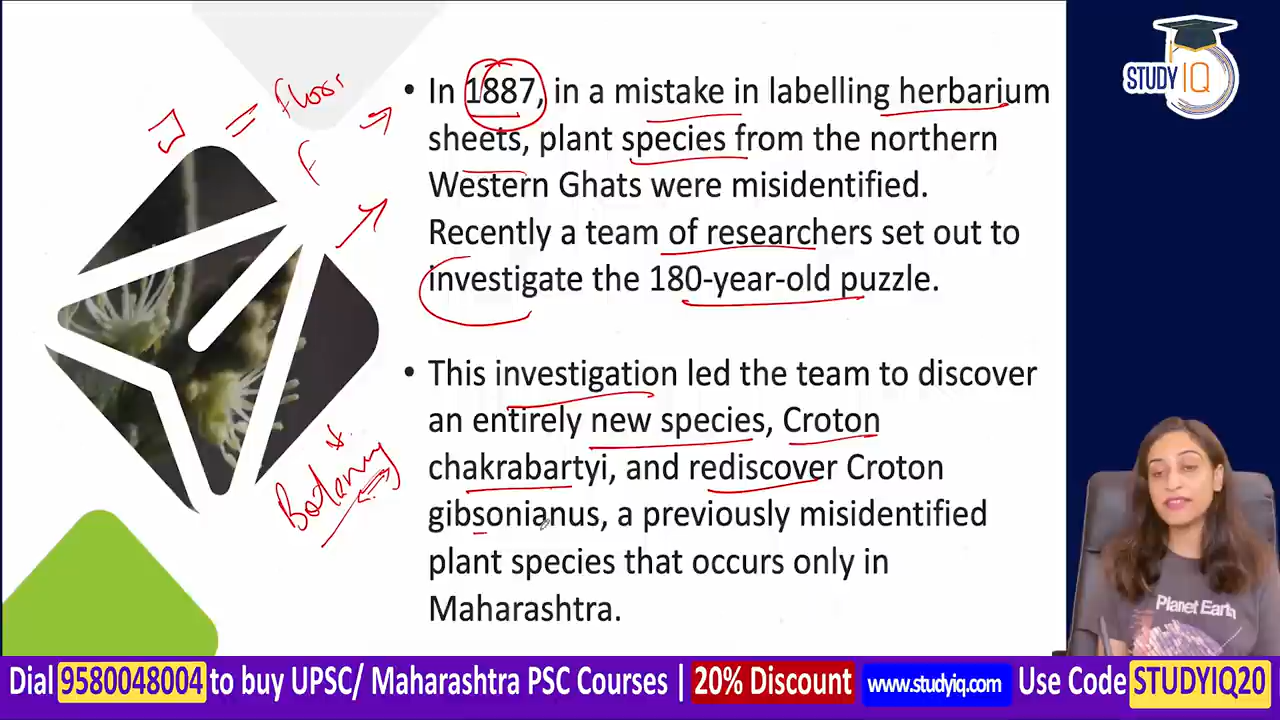 STUDY IQ
= floor
F
• In 1887, in a mistake in labelling herbarium
sheets, plant species from the northern
Western Ghats were misidentified.
Recently a team of researchers set out to
investigate the 180-year-old puzzle.
• This investigation led the team to discover
an entirely new species, Croton
chakrabartyi, and rediscover Croton
gibsonianus, a previously misidentified
plant species that occurs only in
Maharashtra.
Planet Earth
Dial 9580048004 to buy UPSC/ Maharashtra PSC Courses | 20% Discount www.studyiq.com Use Code STUDYIQ20